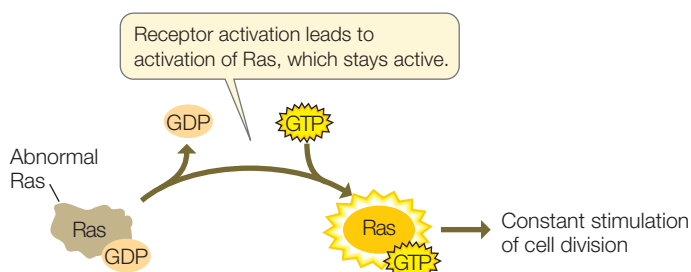 Receptor activation leads to
activation of Ras, which stays active.
GDP
GTP
Abnormal
Ras
Ras
GDP
Ras
GTP
Constant stimulation
of cell division